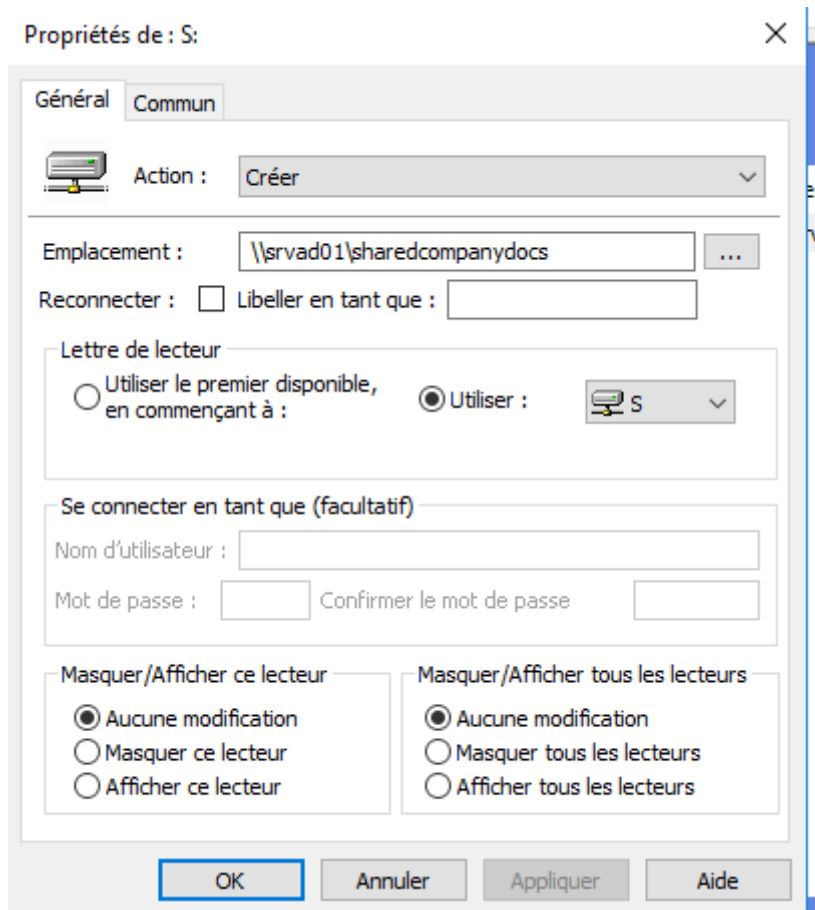 Propriétés de : S:
Général Commun
Action : Créer
Emplacement : \\srvad01\sharedcompanydocs ...
Reconnecter : Libeller en tant que :
Lettre de lecteur
Utiliser le premier disponible,
en commençant à :
Utiliser : S
Se connecter en tant que (facultatif)
Nom d'utilisateur :
Mot de passe : Confirmer le mot de passe
Masquer/Afficher ce lecteur
Aucune modification
Masquer ce lecteur
Afficher ce lecteur
Masquer/Afficher tous les lecteurs
Aucune modification
Masquer tous les lecteurs
Afficher tous les lecteurs
OK Annuler Appliquer Aide